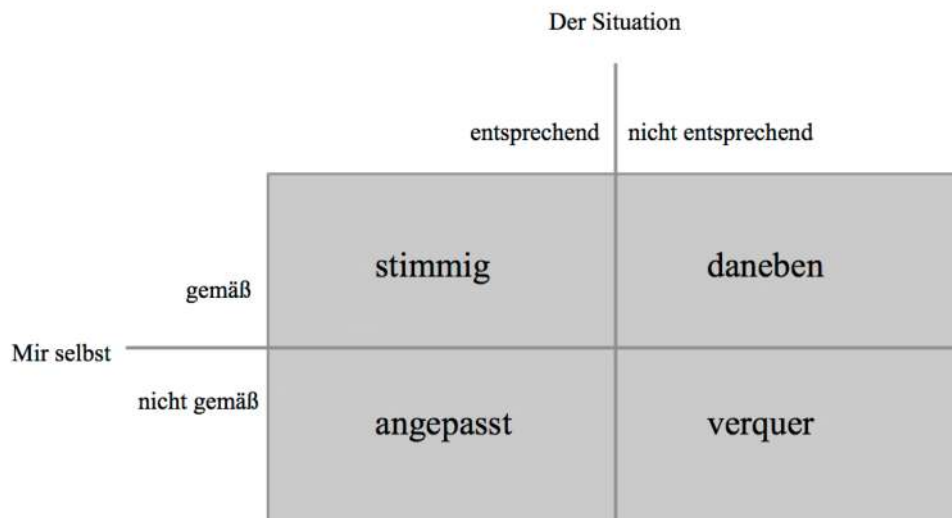 Der Situation
entsprechend nicht entsprechend
stimmig daneben
gemäß
Mir selbst
nicht gemäß
angepasst verquer